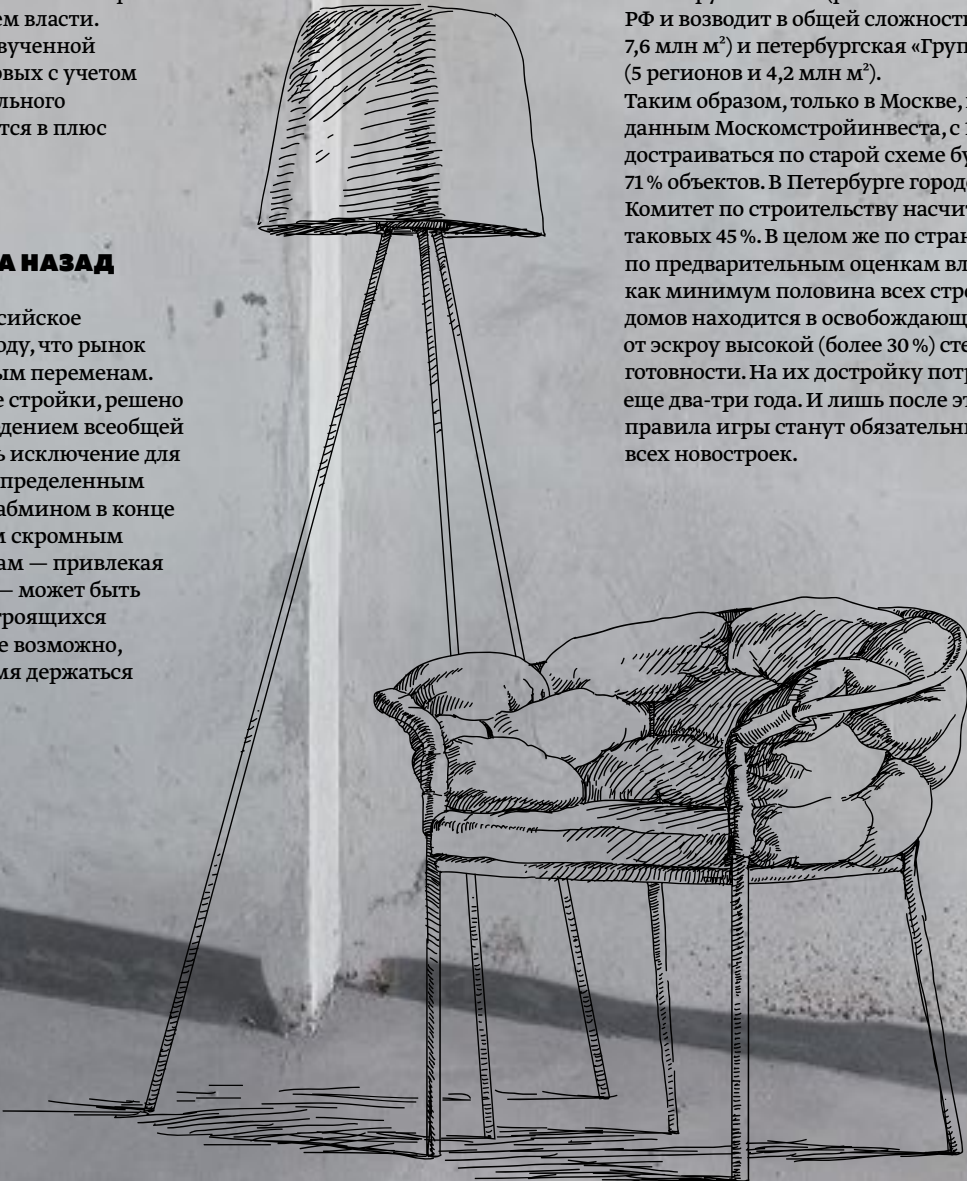 ем власти.
вученной
овых с учетом
льного
тся в плюс
А НАЗАД
сийское
оду, что рынок
ым переменам.
е стройки, решено
дением всеобщей
ь исключение для
пределенным
абмином в конце
м скромным
ам — привлекая
— может быть
троящихся
е возможно,
мя держаться
РФ и возводит в общей сложност
7,6 млн м²) и петербургская «Груп
(5 регионов и 4,2 млн м²).
Таким образом, только в Москве,
данным Москомстройинвеста, с
достраиваться по старой схеме бу
71 % объектов. В Петербурге город
Комитет по строительству насчит
таковых 45 %. В целом же по стран
по предварительным оценкам вл
как минимум половина всех стро
домов находится в освобождающ
от эскроу высокой (более 30 %) сте
готовности. На их достройку потр
еще два-три года. И лишь после эт
правила игры станут обязательн
всех новостроек.